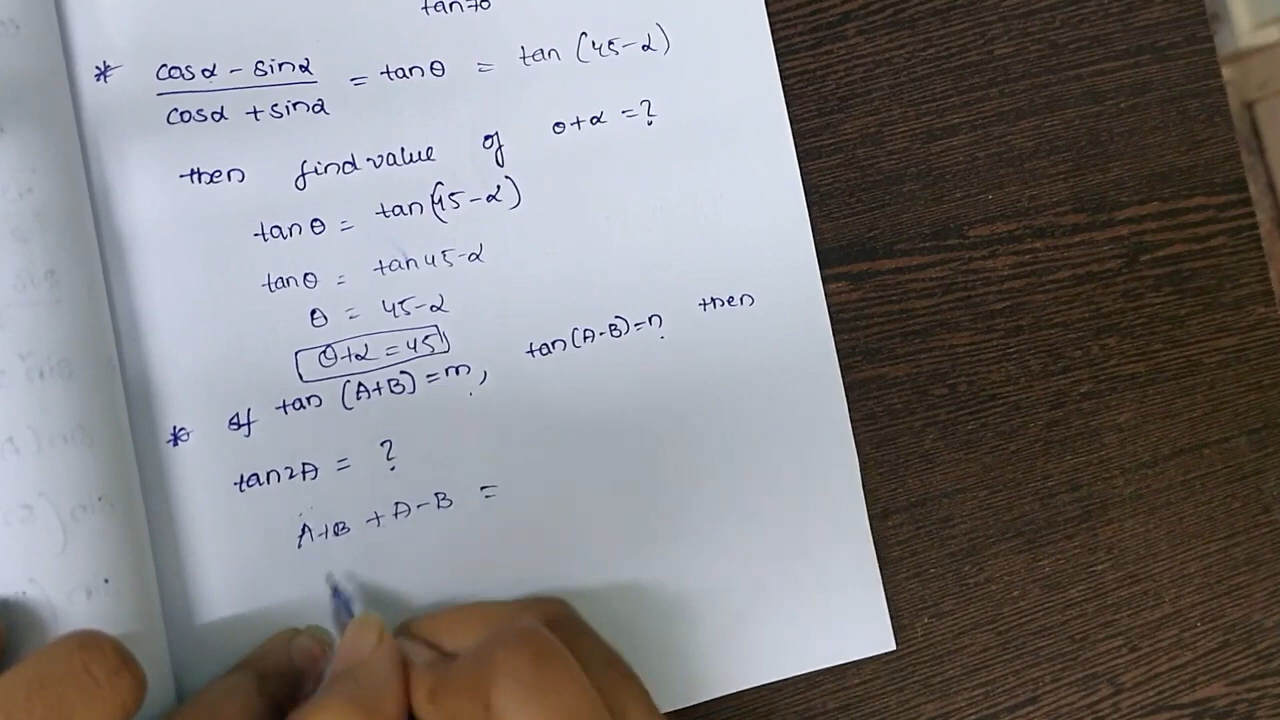 tan70
* cosα - sinα / cosα + sinα = tanθ = tan (45-α)
then find value of θ+α = ?
tanθ = tan(45-α)
tanθ = tan45-α
θ = 45-α
θ+α = 45
* If tan (A+B) = m, tan(A-B)=n then
tan2A = ?
A+B + A-B =